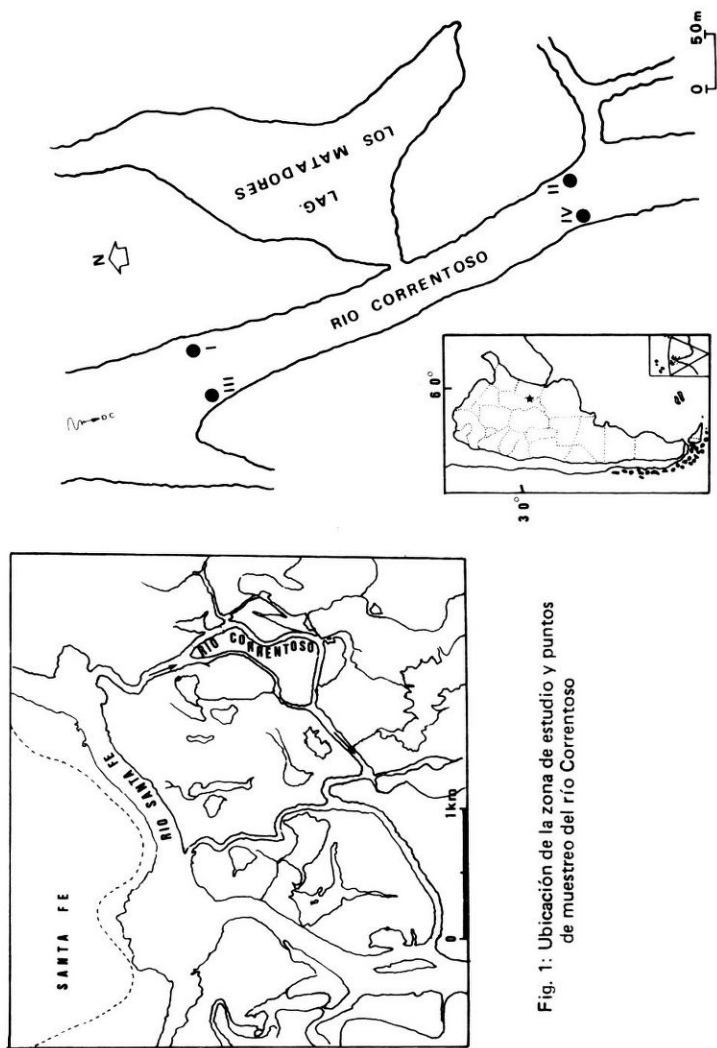 SANTA FE
RIO SANTA FE
RIO CORRENTOSO
0 1km
N
I
III
LAG.
LOS MATADORES
RIO CORRENTOSO
II
IV
0 50m
60°
30°
Fig. 1: Ubicación de la zona de estudio y puntos
de muestreo del río Correntoso